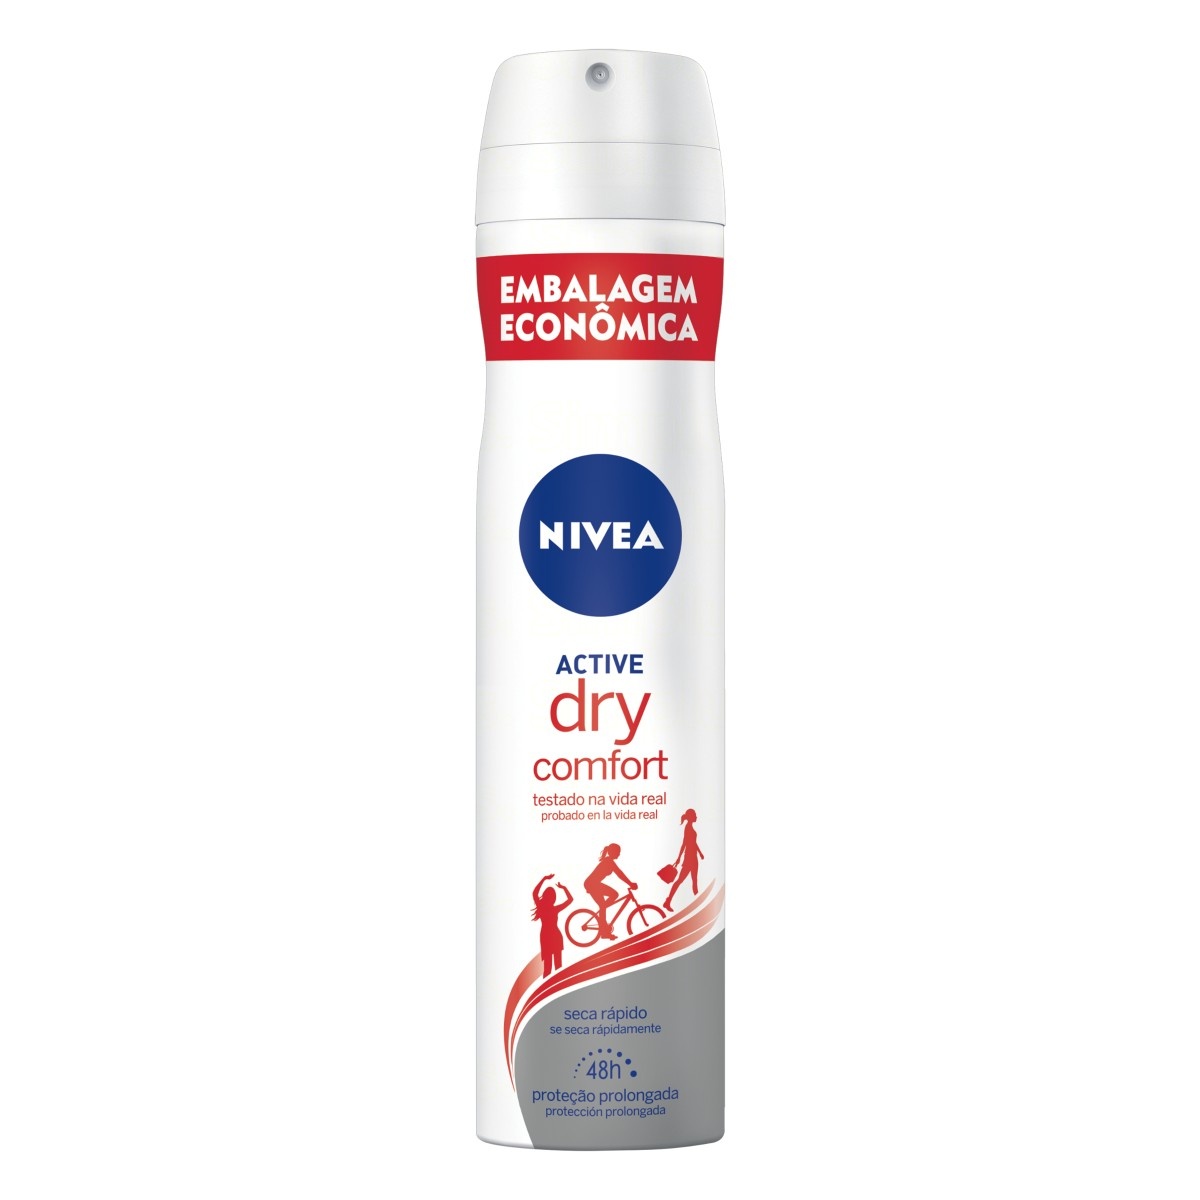 EMBALAGEM
ECONÔMICA
NIVEA
ACTIVE
dry
comfort
testado na vida real
probado en la vida real
seca rápido
se seca rápidamente
48h
proteção prolongada
protección prolongada